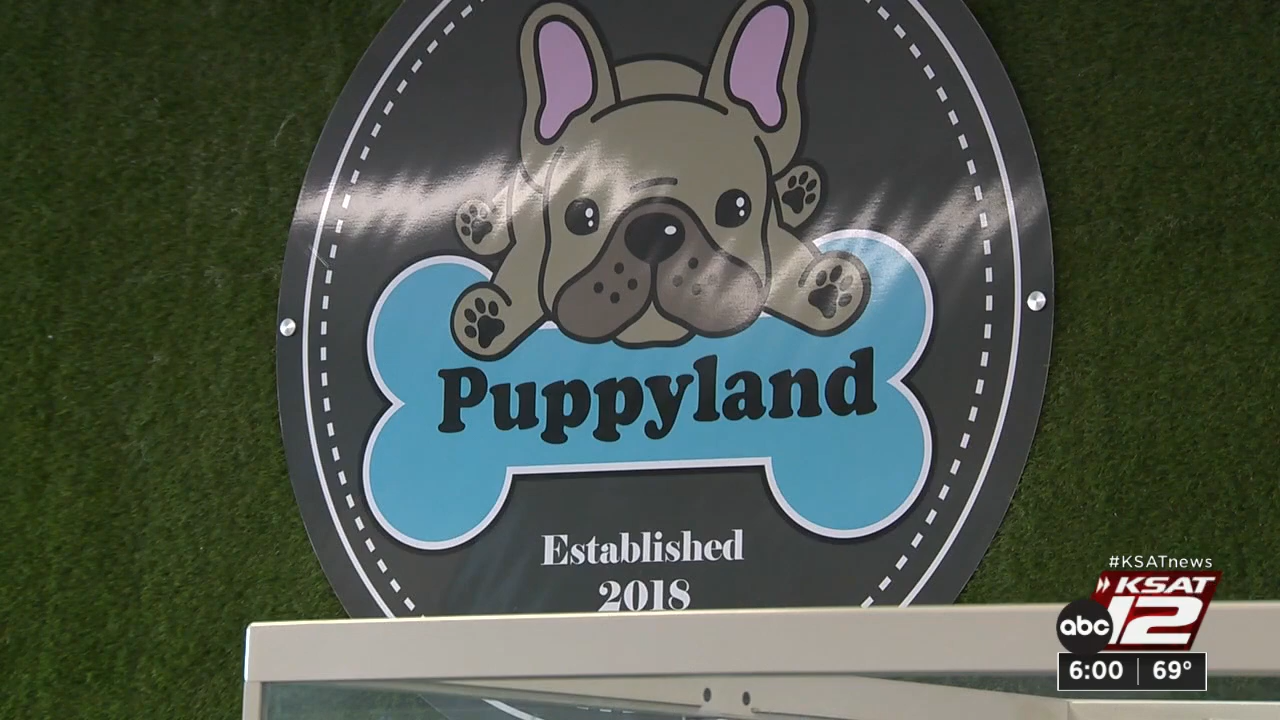 Puppyland
Established
2018
#KSATnews
KSAT
abc 12
6:00 69°